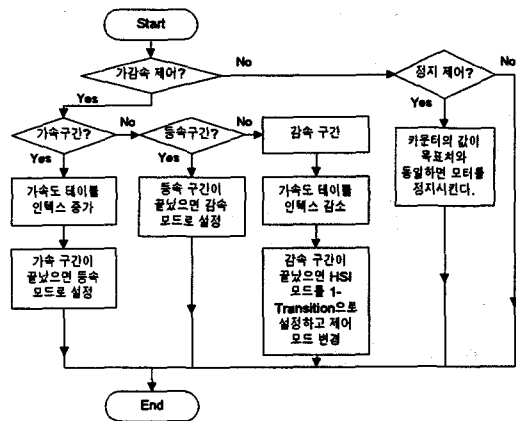 Start
가감속 제어?
No
정지 제어?
No
Yes
Yes
가속구간?
No
등속구간?
No
감속 구간
카운터의 값이
목표치와
동일하면 모터를
정지시킨다.
Yes
Yes
가속도 테이블
인덱스 증가
등속 구간이
끝났으면 감속
모드로 설정
가속도 테이블
인덱스 감소
가속 구간이
끝났으면 등속
모드로 설정
감속 구간이
끝났으면 HSI
모드를 1-
Transition으로
설정하고 제어
모드 변경
End